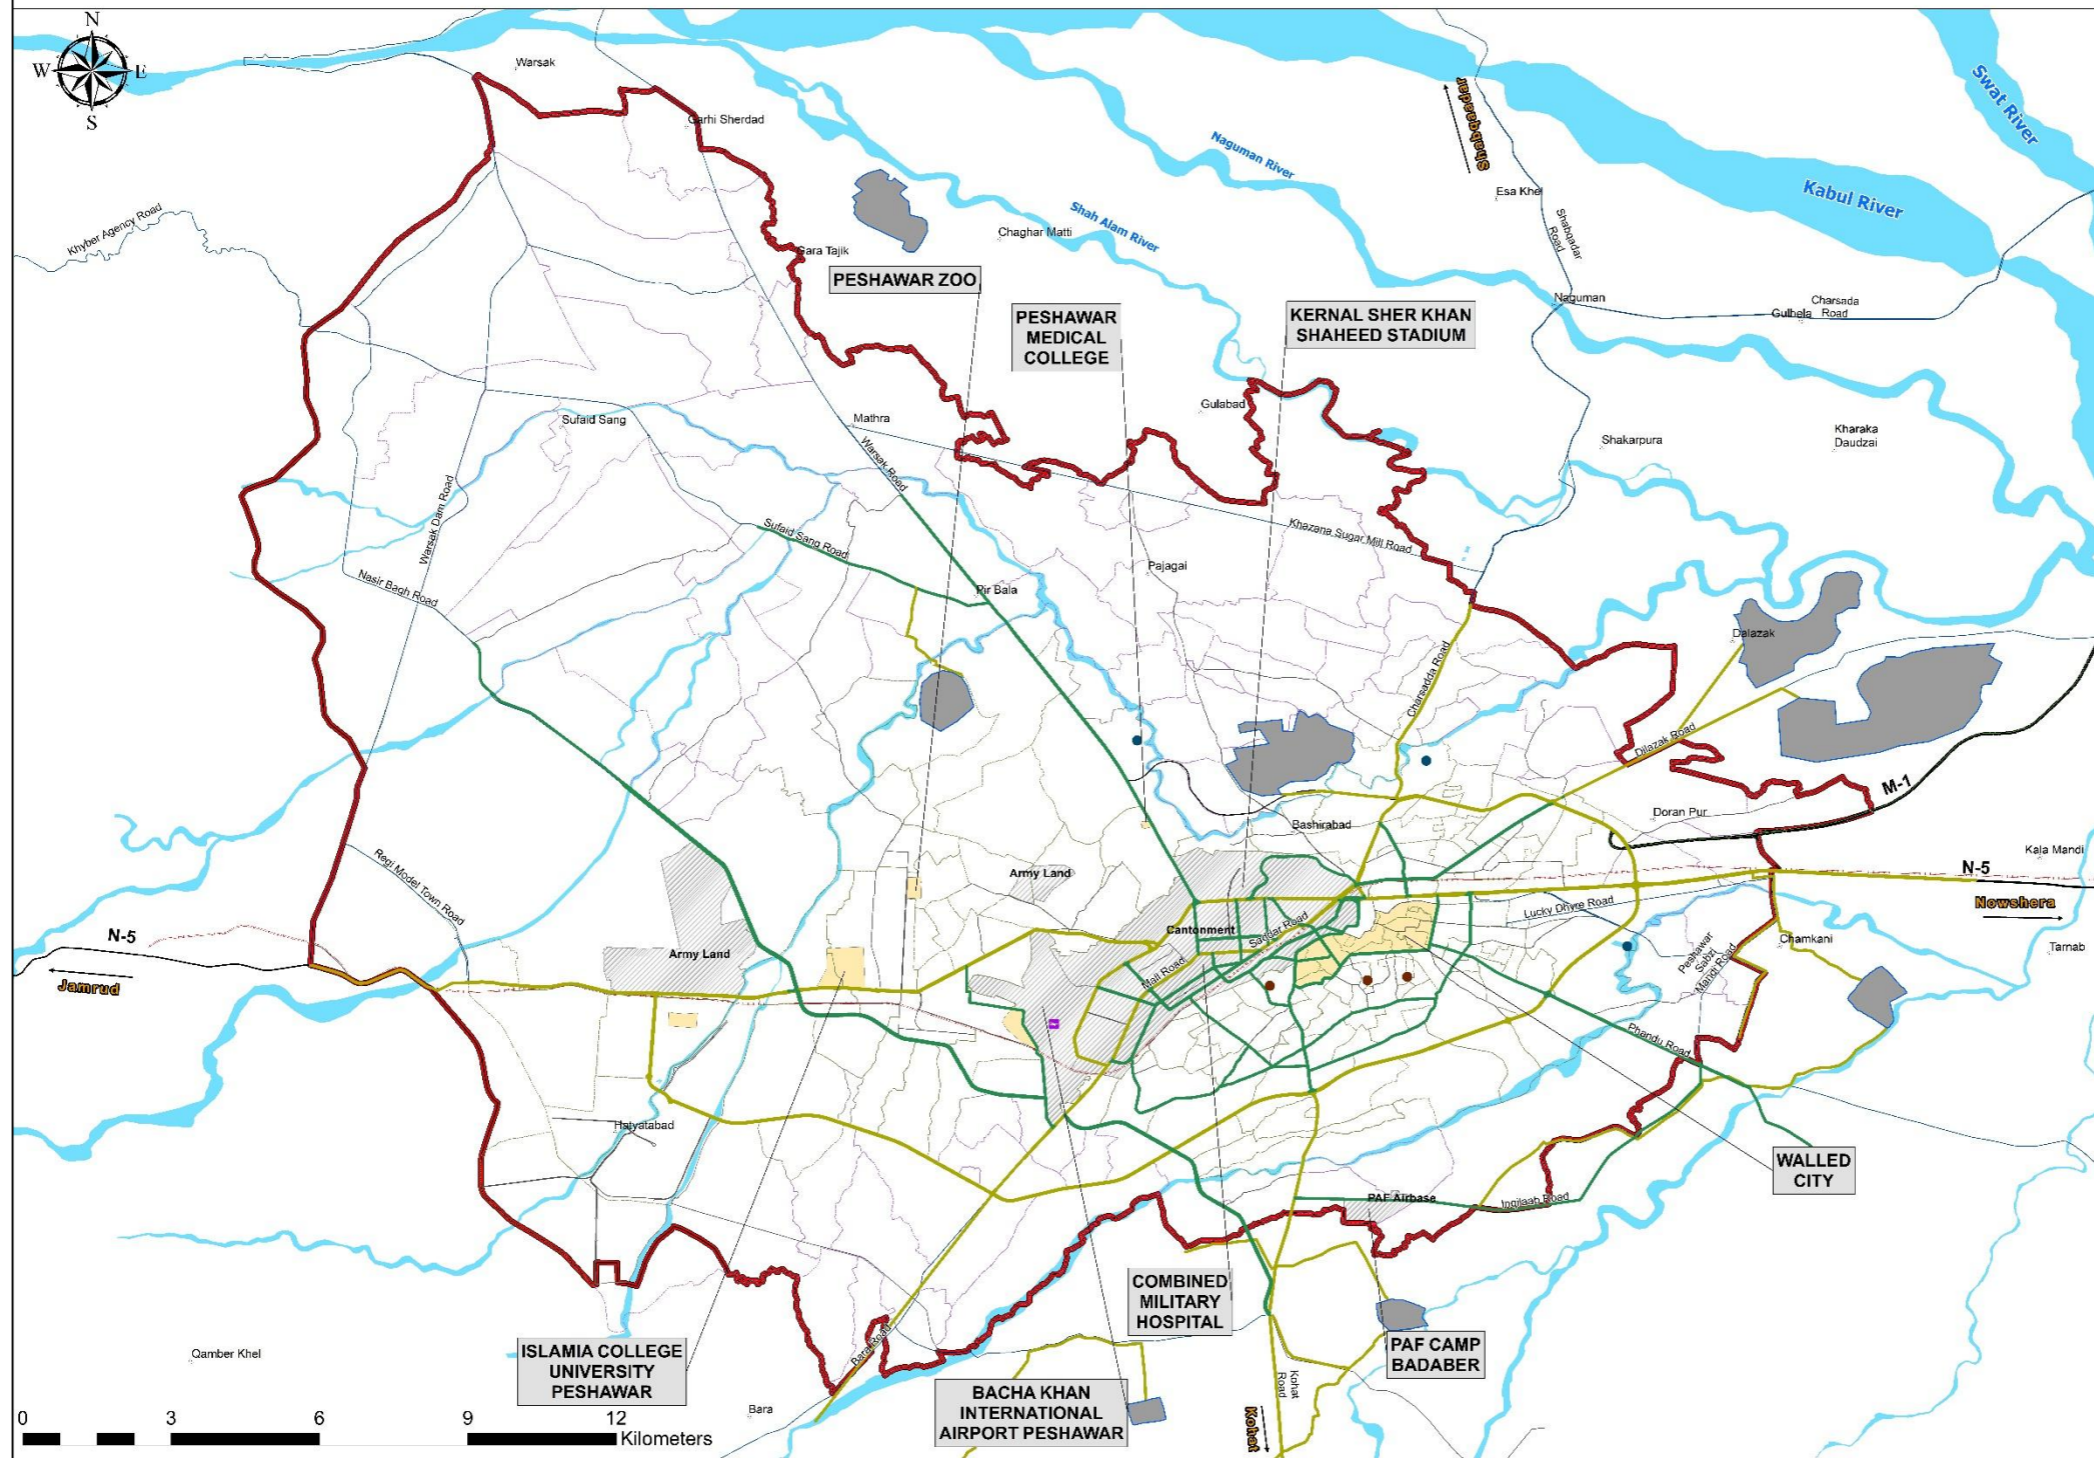 N
W
E
S
Warsak
Garhi Sherdad
Swat River
Shabqadar
Naguman River
Kabul River
Esa Khel
Shabqadar
Road
Khyber Agency Road
Shah Alam River
Chaghar Matti
Gara Tajik
PESHAWAR ZOO
PESHAWAR
MEDICAL
COLLEGE
KERNAL SHER KHAN
SHAHEED STADIUM
Naguman
Charsada
Gulbela Road
Gulabad
Mathra
Sufaid Sang
Shakarpura
Kharaka
Daudzai
Warsak Road
Warsak Dam Road
Sufaid Sang Road
Khazana Sugar Mill Road
Pajagai
Nasir Bagh Road
Pir Bala
Dalazak
Charsadda Road
Dilazak Road
M-1
Doran Pur
Bashirabad
Kala Mandi
Regi Model Town Road
Army Land
N-5
Nowshera
Lucky Dhyre Road
Cantonment
Saddar Road
N-5
Jamrud
Army Land
Peshawar
Sabzi
Mandi Road
Chamkani
Tarnab
Mall Road
Phandu Road
Hatyatabad
WALLED
CITY
PAF Airbase
Inqilaab Road
COMBINED
MILITARY
HOSPITAL
PAF CAMP
BADABER
ISLAMIA COLLEGE
UNIVERSITY
PESHAWAR
Bara Road
Qamber Khel
BACHA KHAN
INTERNATIONAL
AIRPORT PESHAWAR
Kohat
Road
Bara
Kohat
0 3 6 9 12
Kilometers